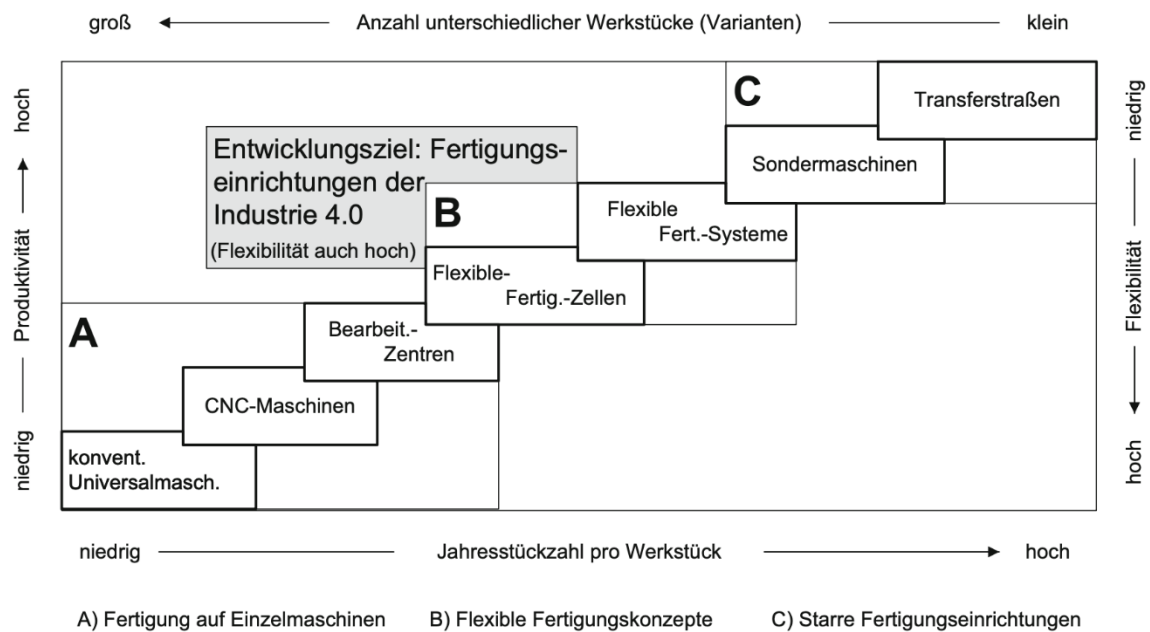 groß Anzahl unterschiedlicher Werkstücke (Varianten) klein
hoch
Produktivität
niedrig
niedrig
Flexibilität
hoch
C
Transferstraßen
Sondermaschinen
Entwicklungsziel: Fertigungs-
einrichtungen der
Industrie 4.0
(Flexibilität auch hoch)
B
Flexible
Fert.-Systeme
Flexible-
Fertig.-Zellen
A
Bearbeit.-
Zentren
CNC-Maschinen
konvent.
Universalmasch.
niedrig Jahresstückzahl pro Werkstück hoch
A) Fertigung auf Einzelmaschinen B) Flexible Fertigungskonzepte C) Starre Fertigungseinrichtungen